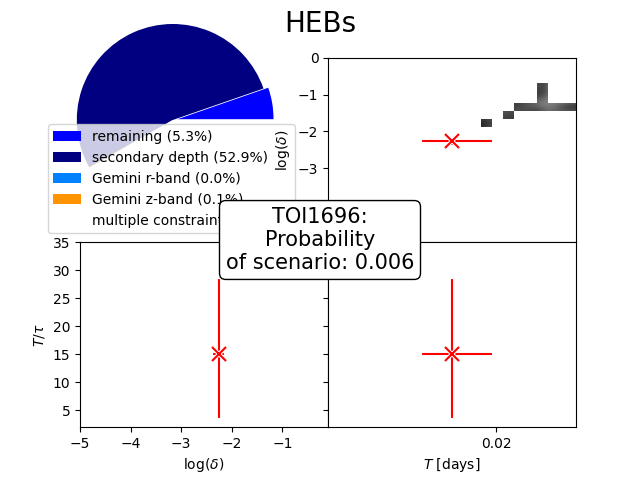 HEBs
remaining (5.3%)
secondary depth (52.9%)
Gemini r-band (0.0%)
Gemini z-band (0.1%)
multiple
log(δ)
0
−1
−2
−3
TOI1696:
Probability
of scenario: 0.006
T/τ
35
30
25
20
15
10
5
−5 −4 −3 −2 −1
log(δ)
0.02
T [days]